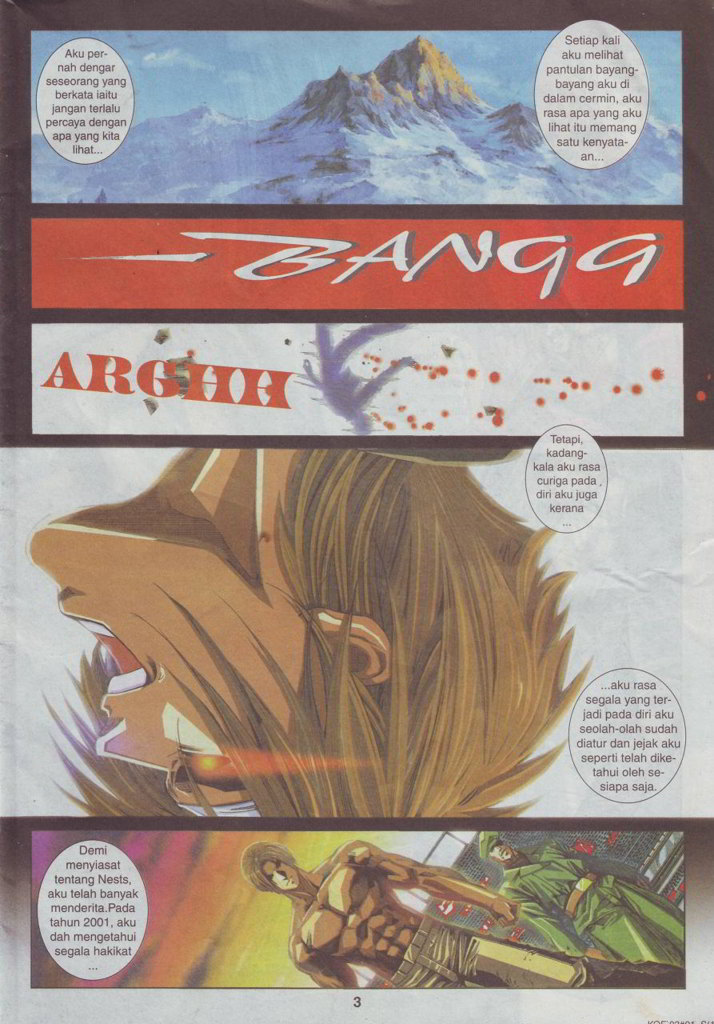 Aku per-
nah dengar
seseorang yang
berkata iaitu
jangan terlalu
percaya dengan
apa yang kita
lihat...
Setiap kali
aku melihat
pantulan bayang-
bayang aku di
dalam cermin, aku
rasa apa yang aku
lihat itu memang
satu kenyata-
an...
BANGG
ARGHH
Tetapi,
kadang-
kala aku rasa
curiga pada
diri aku juga
kerana
...
...aku rasa
segala yang ter-
jadi pada diri aku
seolah-olah sudah
diatur dan jejak aku
seperti telah dike-
tahui oleh se-
siapa saja.
Demi
menyiasat
tentang Nests,
aku telah banyak
menderita.Pada
tahun 2001, aku
dah mengetahui
segala hakikat
...
3